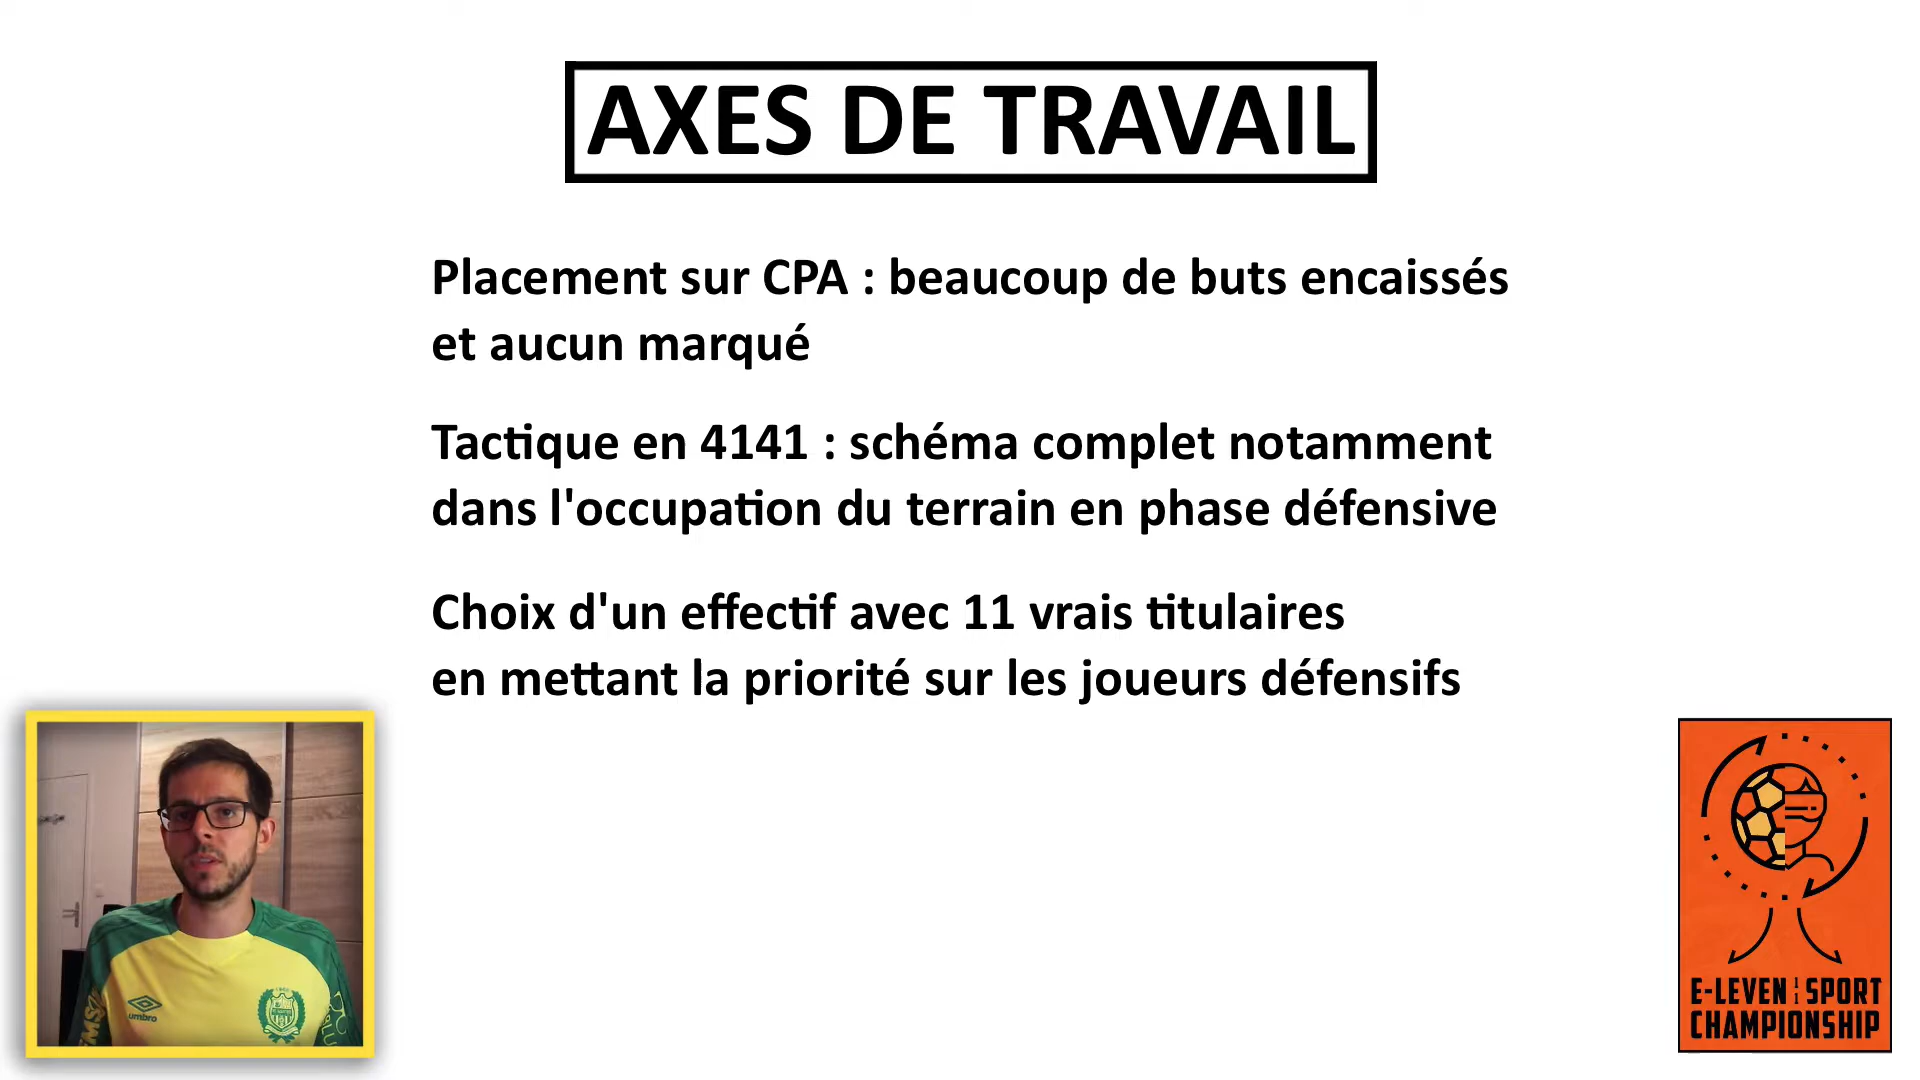 AXES DE TRAVAIL
Placement sur CPA : beaucoup de buts encaissés
et aucun marqué
Tactique en 4141 : schéma complet notamment
dans l'occupation du terrain en phase défensive
Choix d'un effectif avec 11 vrais titulaires
en mettant la priorité sur les joueurs défensifs
umbro
E-LEVEN SPORT
CHAMPIONSHIP